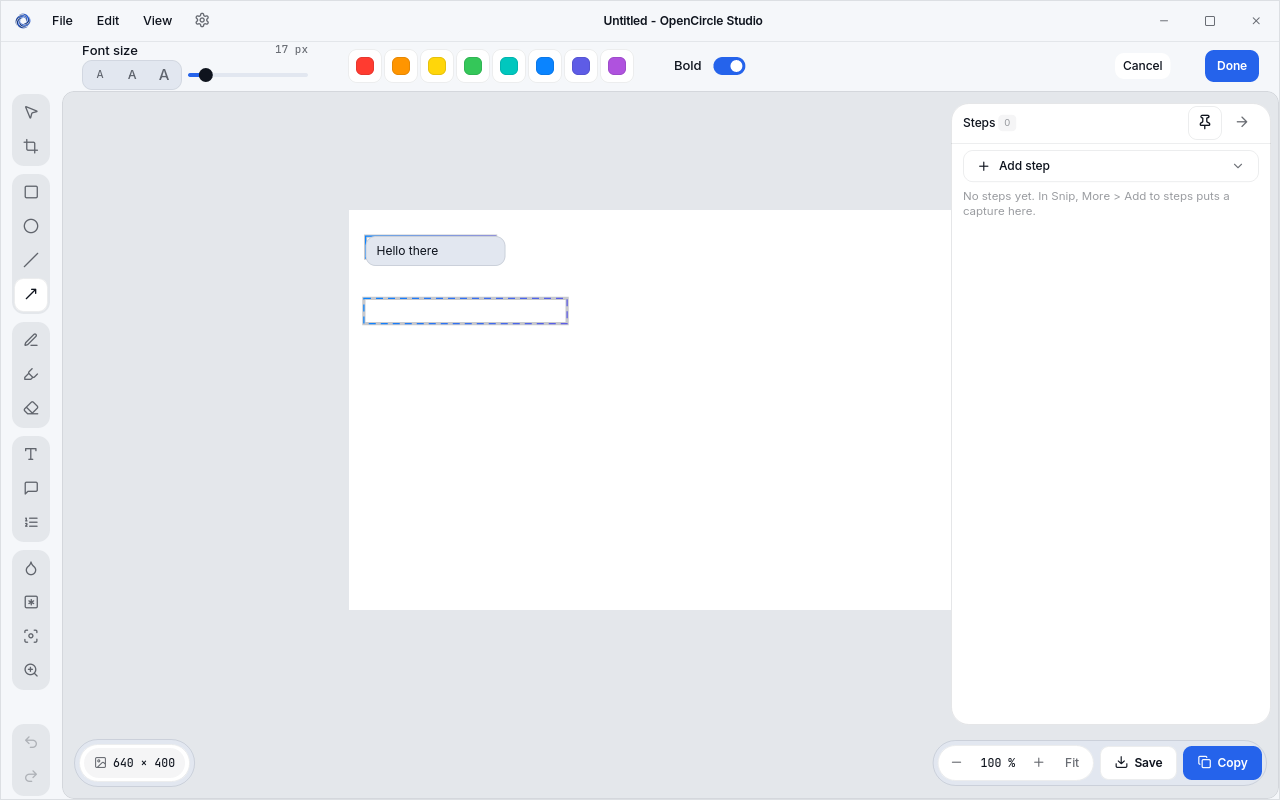 File Edit View
Untitled - OpenCircle Studio
Font size 17 px
A A A
Bold
Cancel
Done
Steps 0
Add step
No steps yet. In Snip, More > Add to steps puts a
capture here.
Hello there
640 × 400
100 %
Fit
Save
Copy